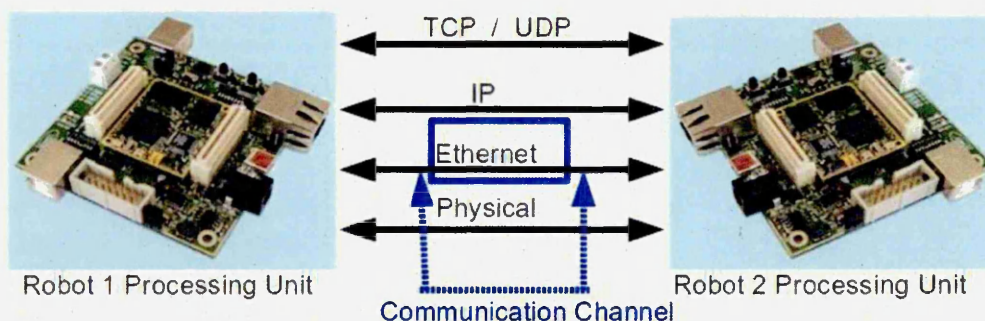 TCP / UDP
IP
Ethernet
Physical
Robot 1 Processing Unit
Robot 2 Processing Unit
Communication Channel